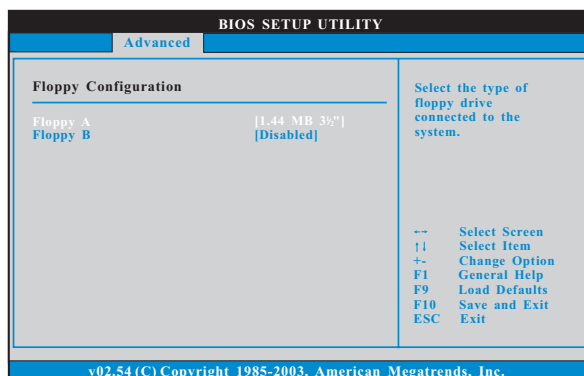 BIOS SETUP UTILITY
Advanced
Floppy Configuration
Floppy A [1.44 MB 3½"]
Floppy B [Disabled]
Select the type of
floppy drive
connected to the
system.
←→ Select Screen
↑↓ Select Item
+- Change Option
F1 General Help
F9 Load Defaults
F10 Save and Exit
ESC Exit
v02.54 (C) Copyright 1985-2003, American Megatrends, Inc.